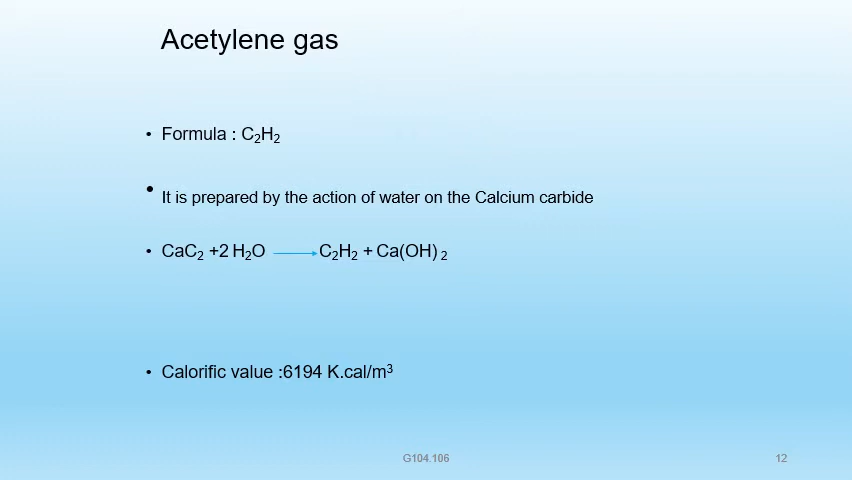 Acetylene gas
• Formula : C₂H₂
• It is prepared by the action of water on the Calcium carbide
• CaC₂ +2 H₂O ⟶ C₂H₂ + Ca(OH) ₂
• Calorific value :6194 K.cal/m³
G104.106 12